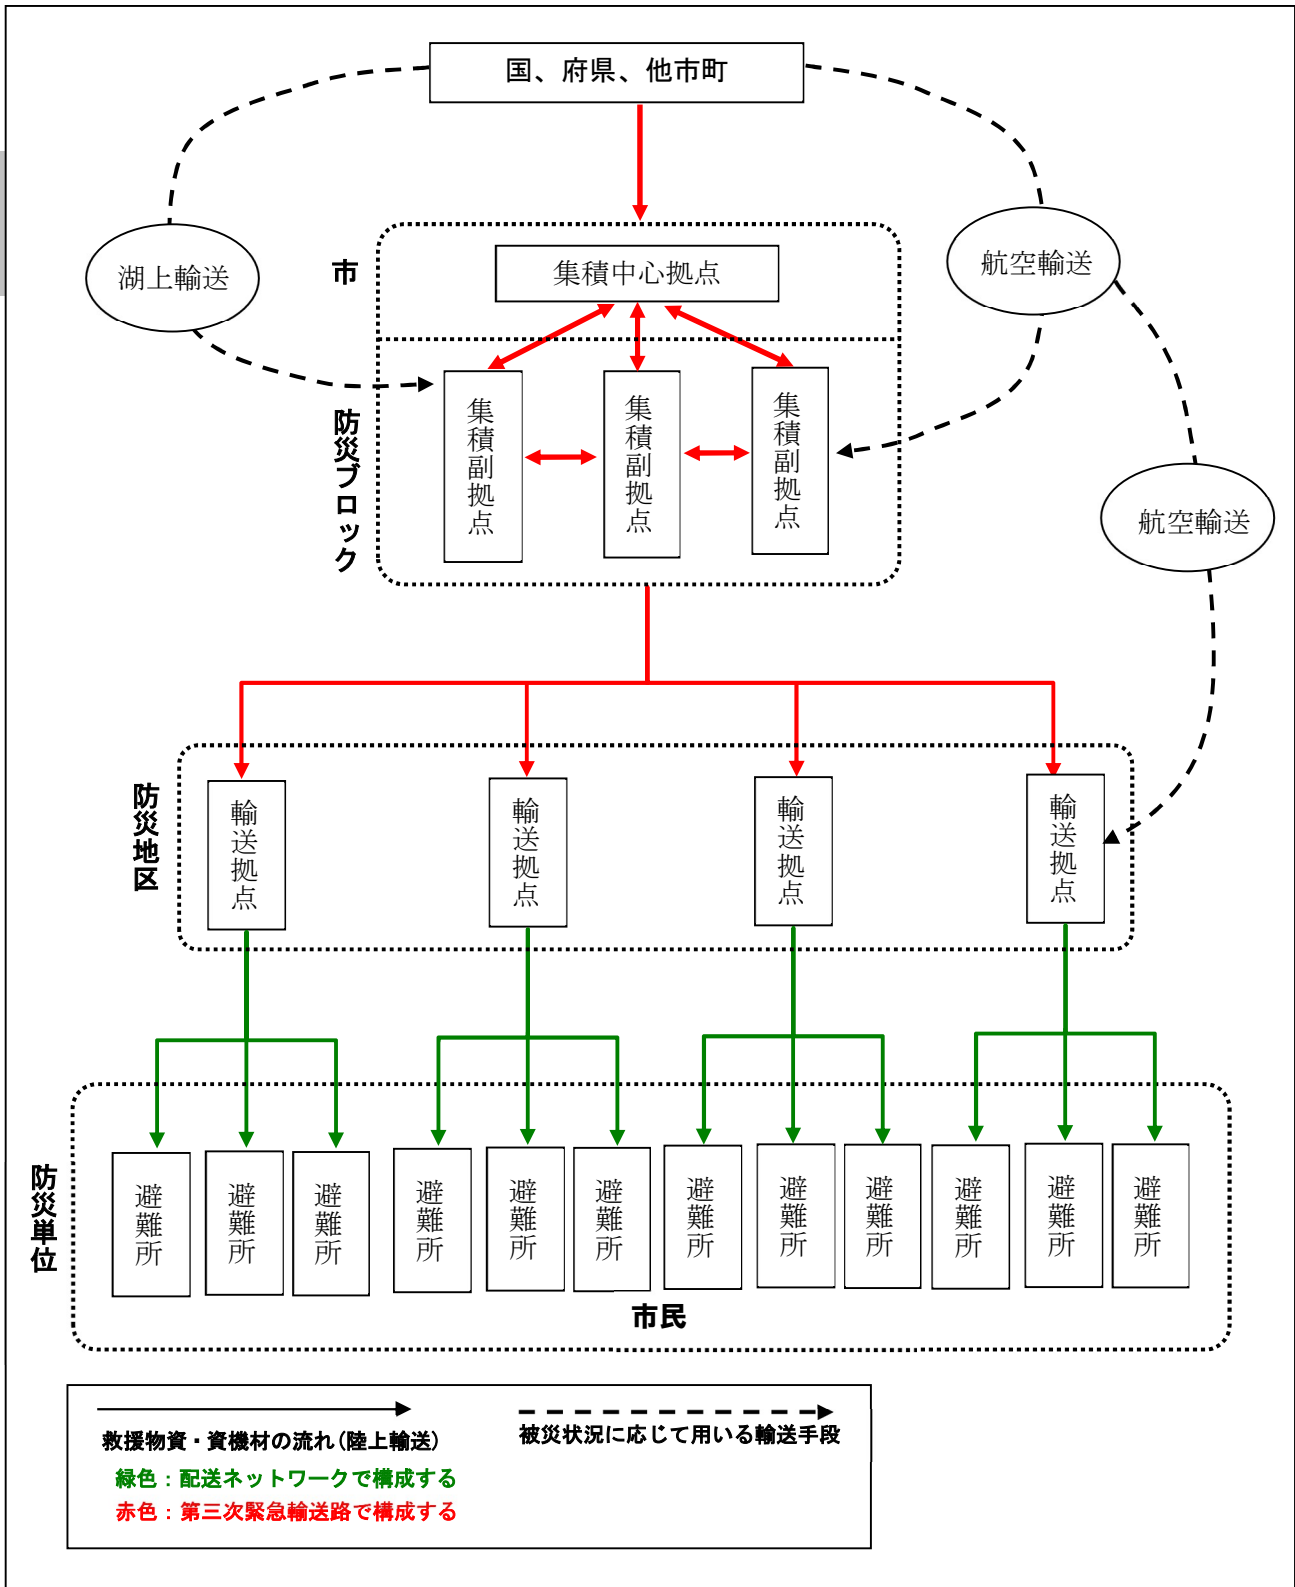 国、府県、他市町
湖上輸送
航空輸送
市
集積中心拠点
防災ブロック
集積副拠点
集積副拠点
集積副拠点
航空輸送
防災地区
輸送拠点
輸送拠点
輸送拠点
輸送拠点
防災単位
避難所
避難所
避難所
避難所
避難所
避難所
避難所
避難所
避難所
避難所
避難所
避難所
市民
救援物資・資機材の流れ(陸上輸送)
被災状況に応じて用いる輸送手段
緑色：配送ネットワークで構成する
赤色：第三次緊急輸送路で構成する